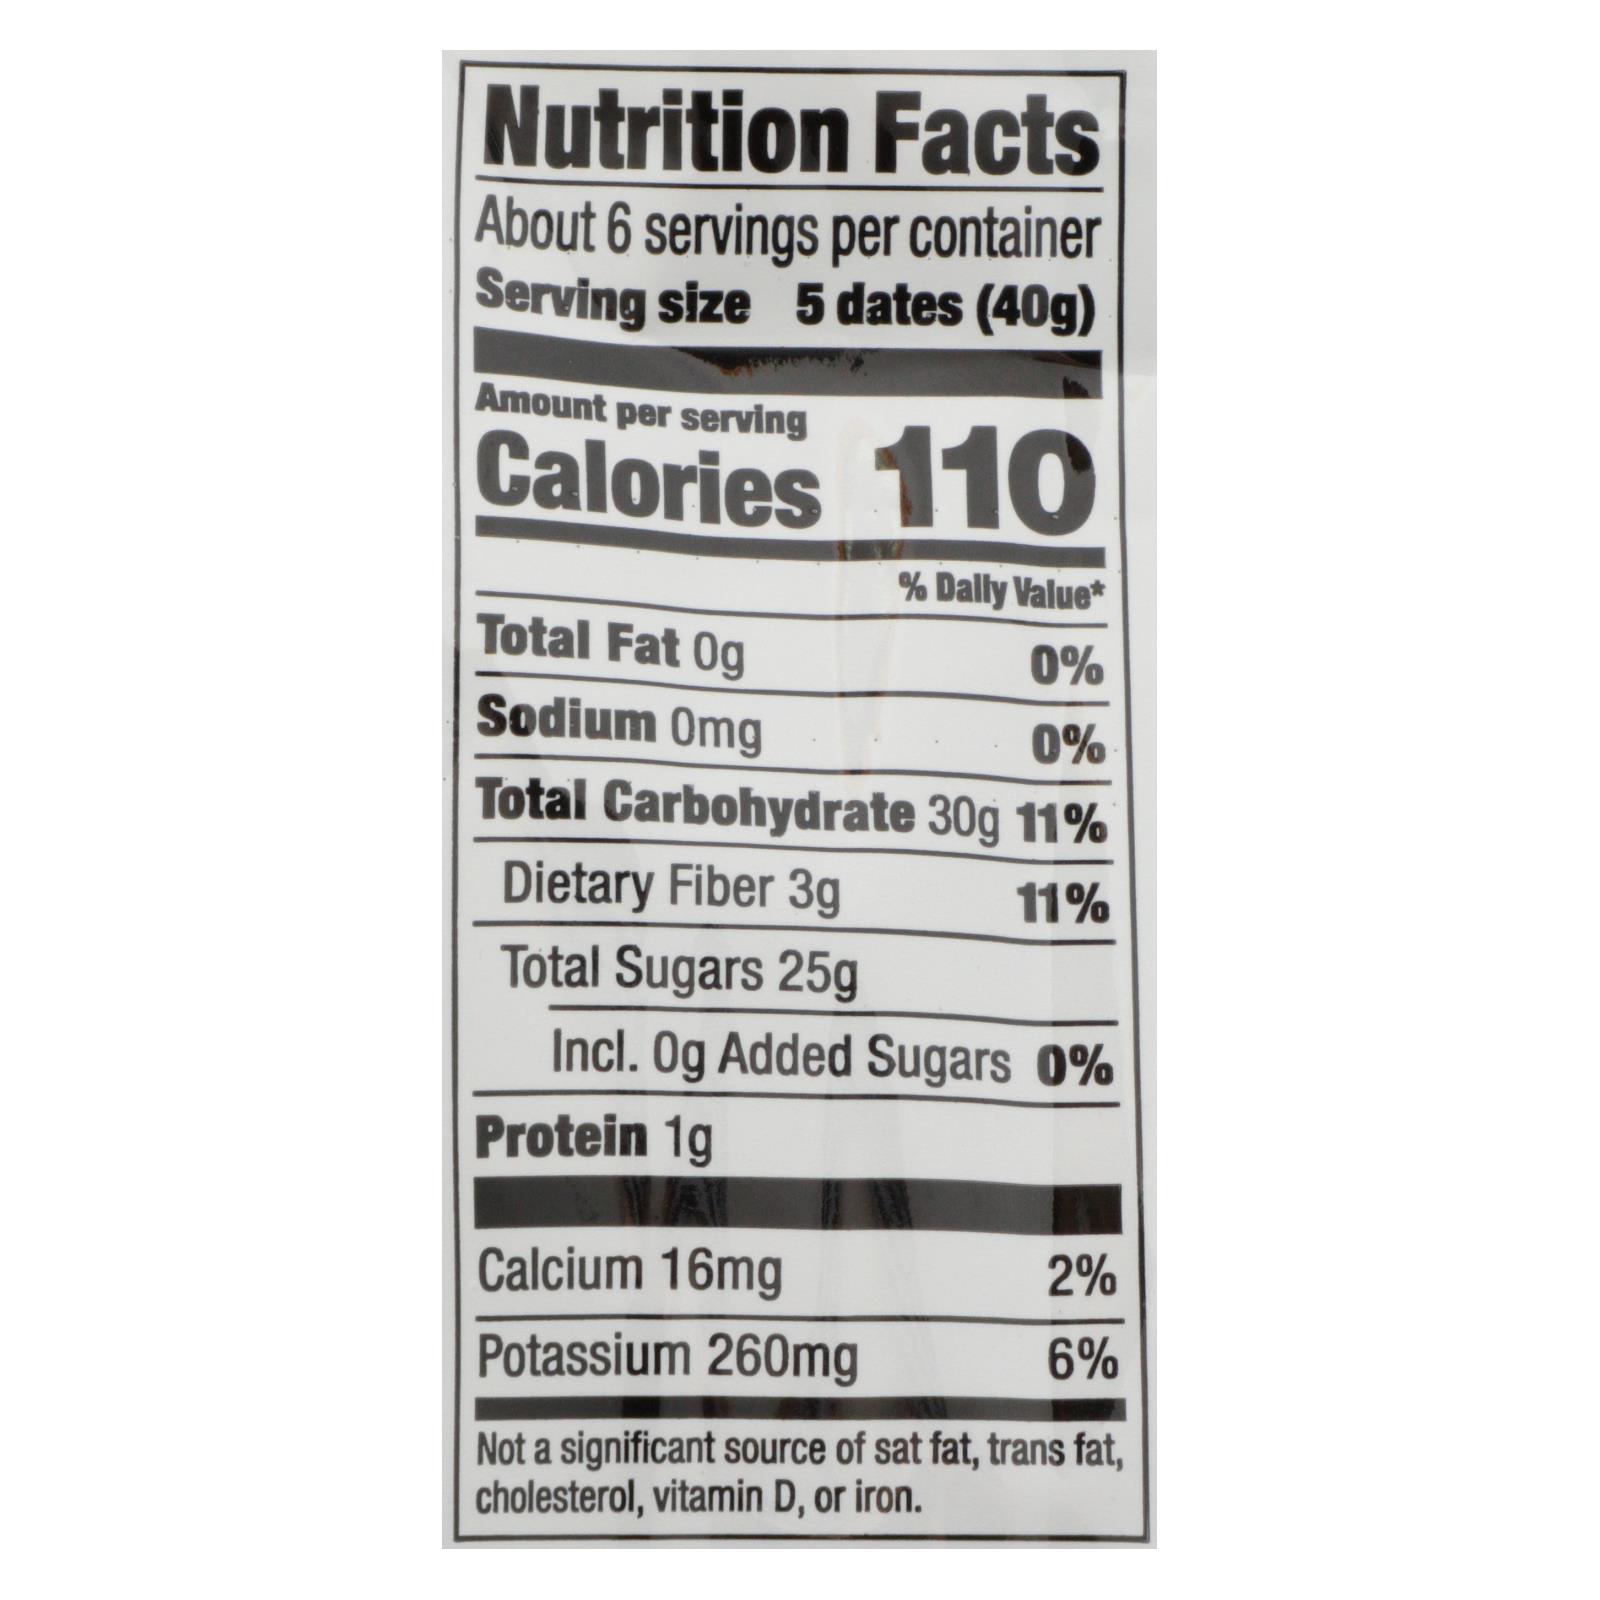 Nutrition Facts
About 6 servings per container
Serving size 5 dates (40g)
Amount per serving
Calories 110
% Daily Value*
Total Fat 0g 0%
Sodium 0mg 0%
Total Carbohydrate 30g 11%
Dietary Fiber 3g 11%
Total Sugars 25g
Incl. 0g Added Sugars 0%
Protein 1g
Calcium 16mg 2%
Potassium 260mg 6%
Not a significant source of sat fat, trans fat,
cholesterol, vitamin D, or iron.